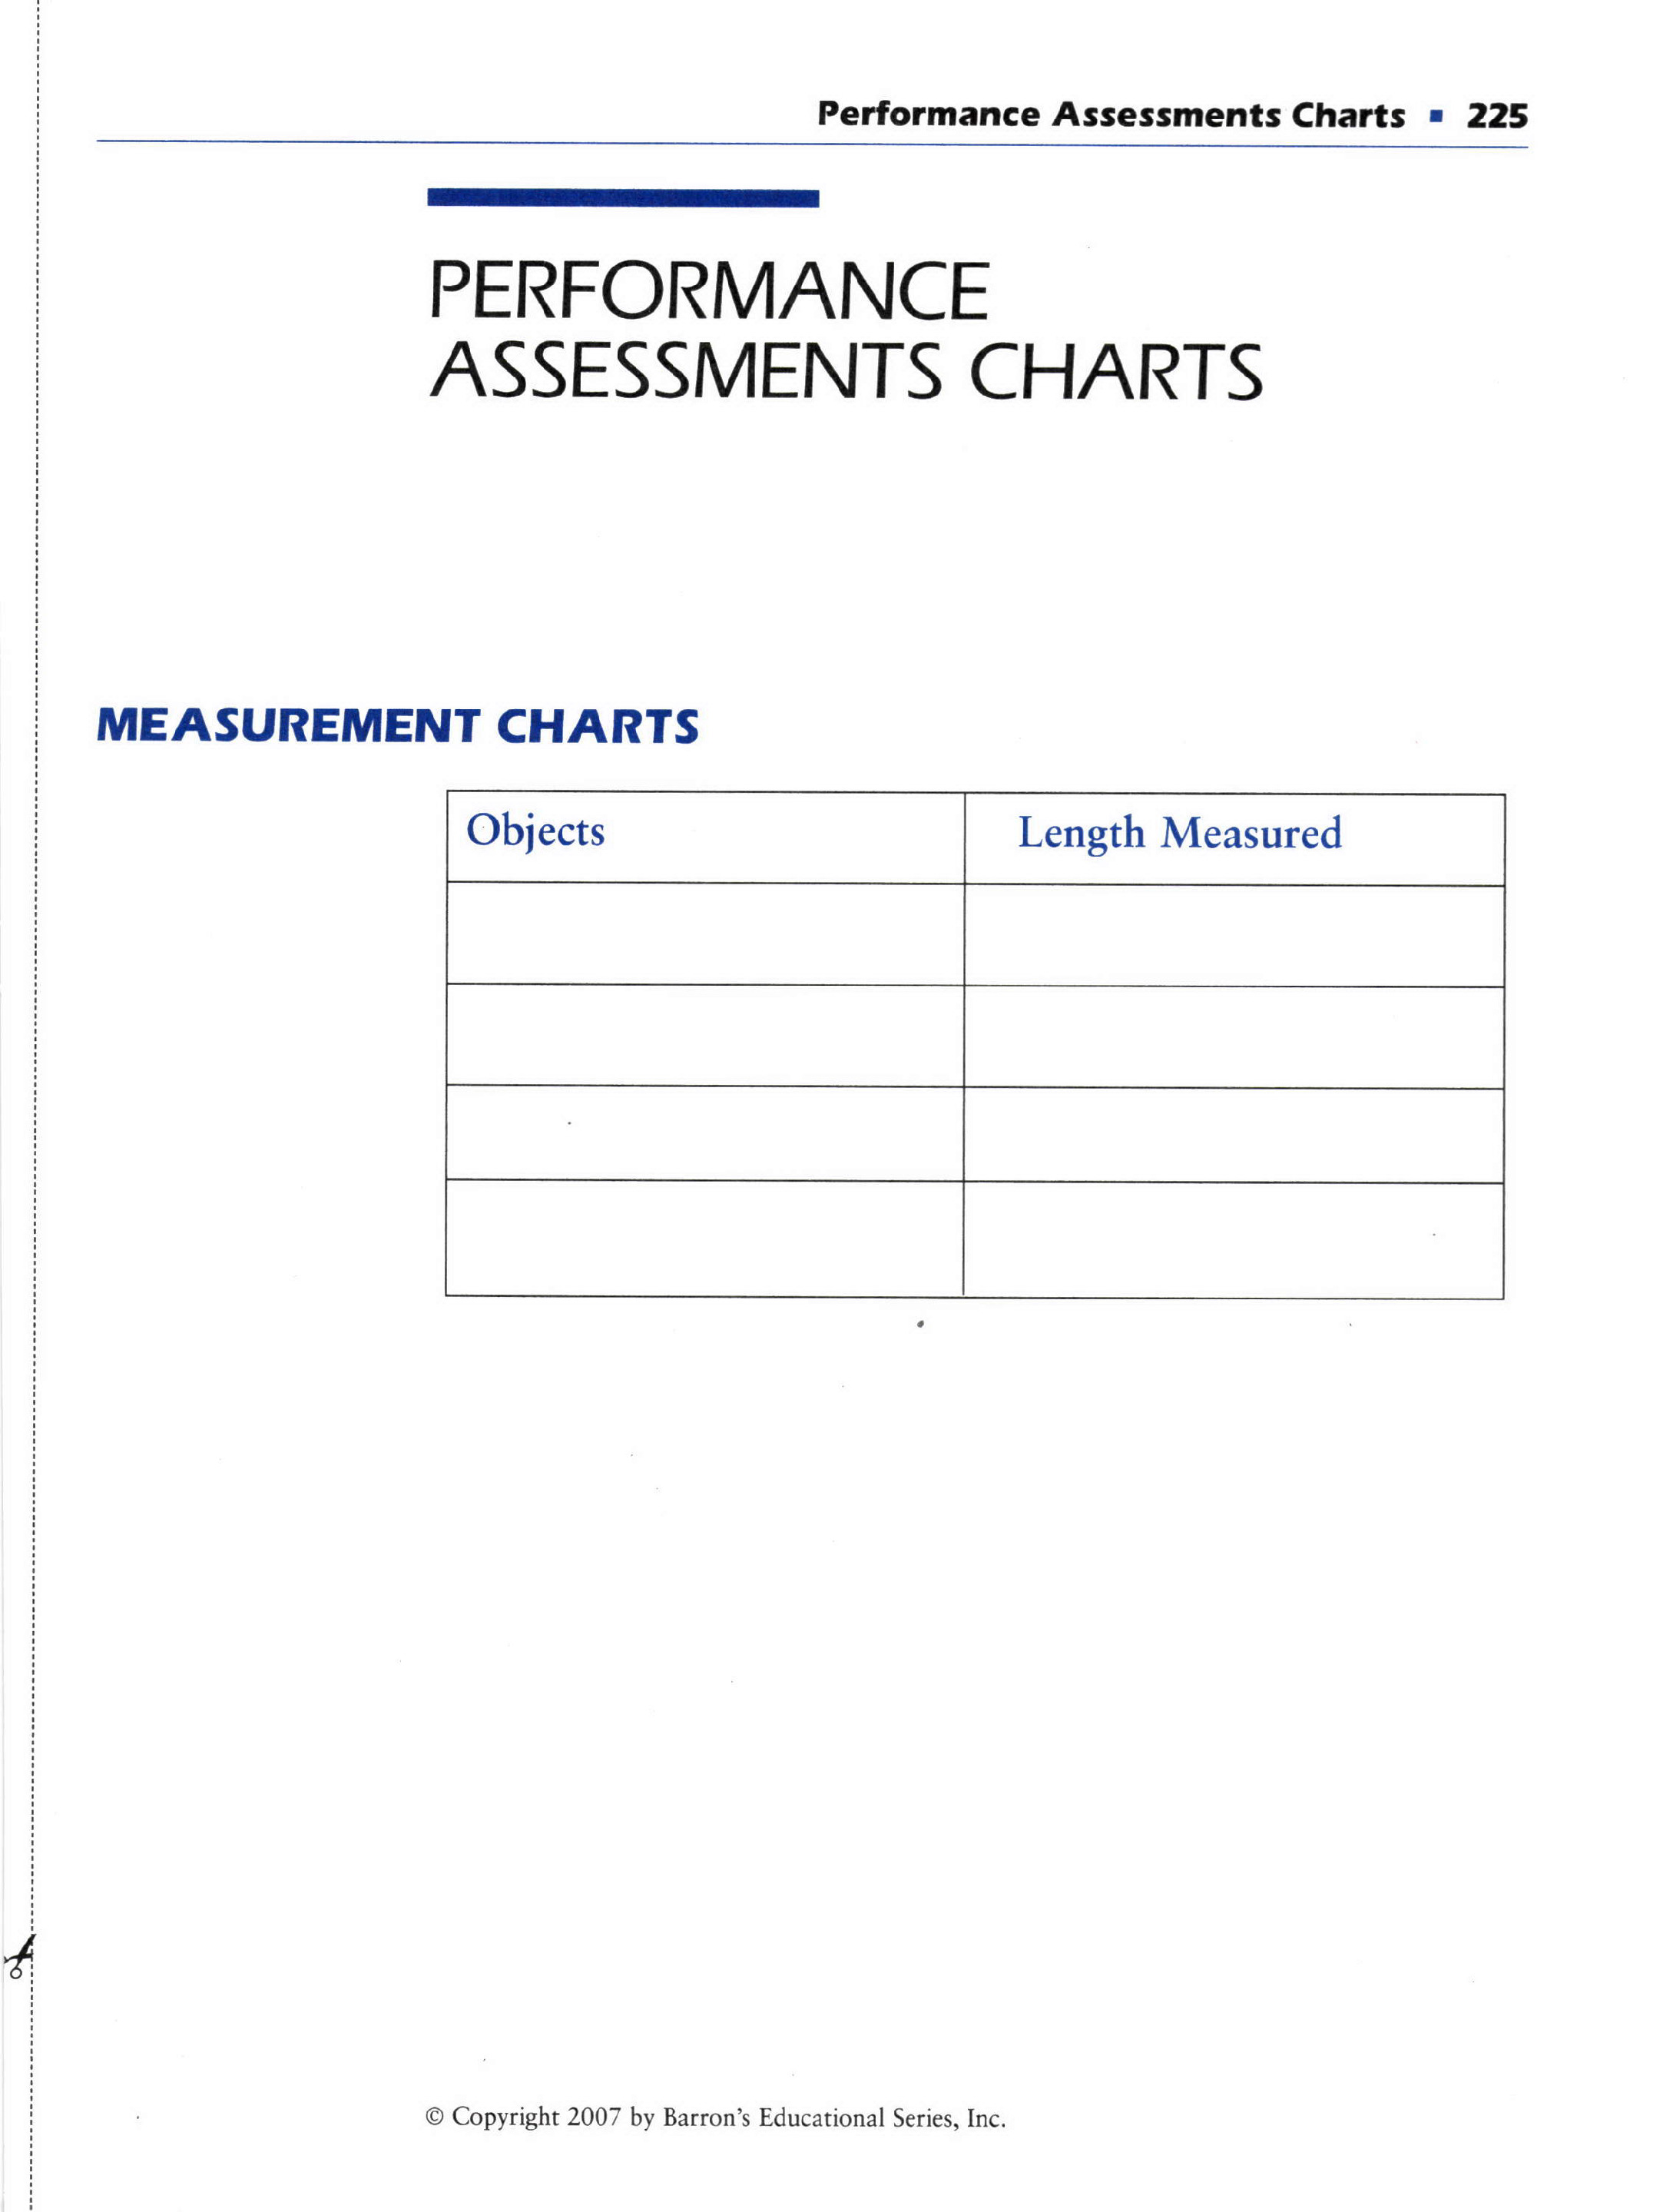 Performance Assessments Charts ▪ 225
PERFORMANCE
ASSESSMENTS CHARTS
MEASUREMENT CHARTS
Objects
Length Measured
© Copyright 2007 by Barron's Educational Series, Inc.